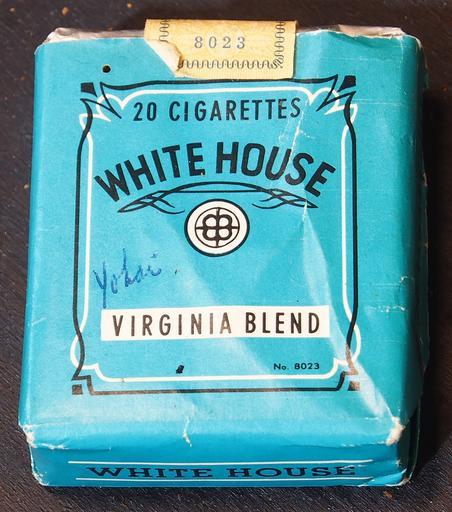 8023
20 CIGARETTES
WHITE HOUSE
VIRGINIA BLEND
No. 8023
WHITE HOUSE